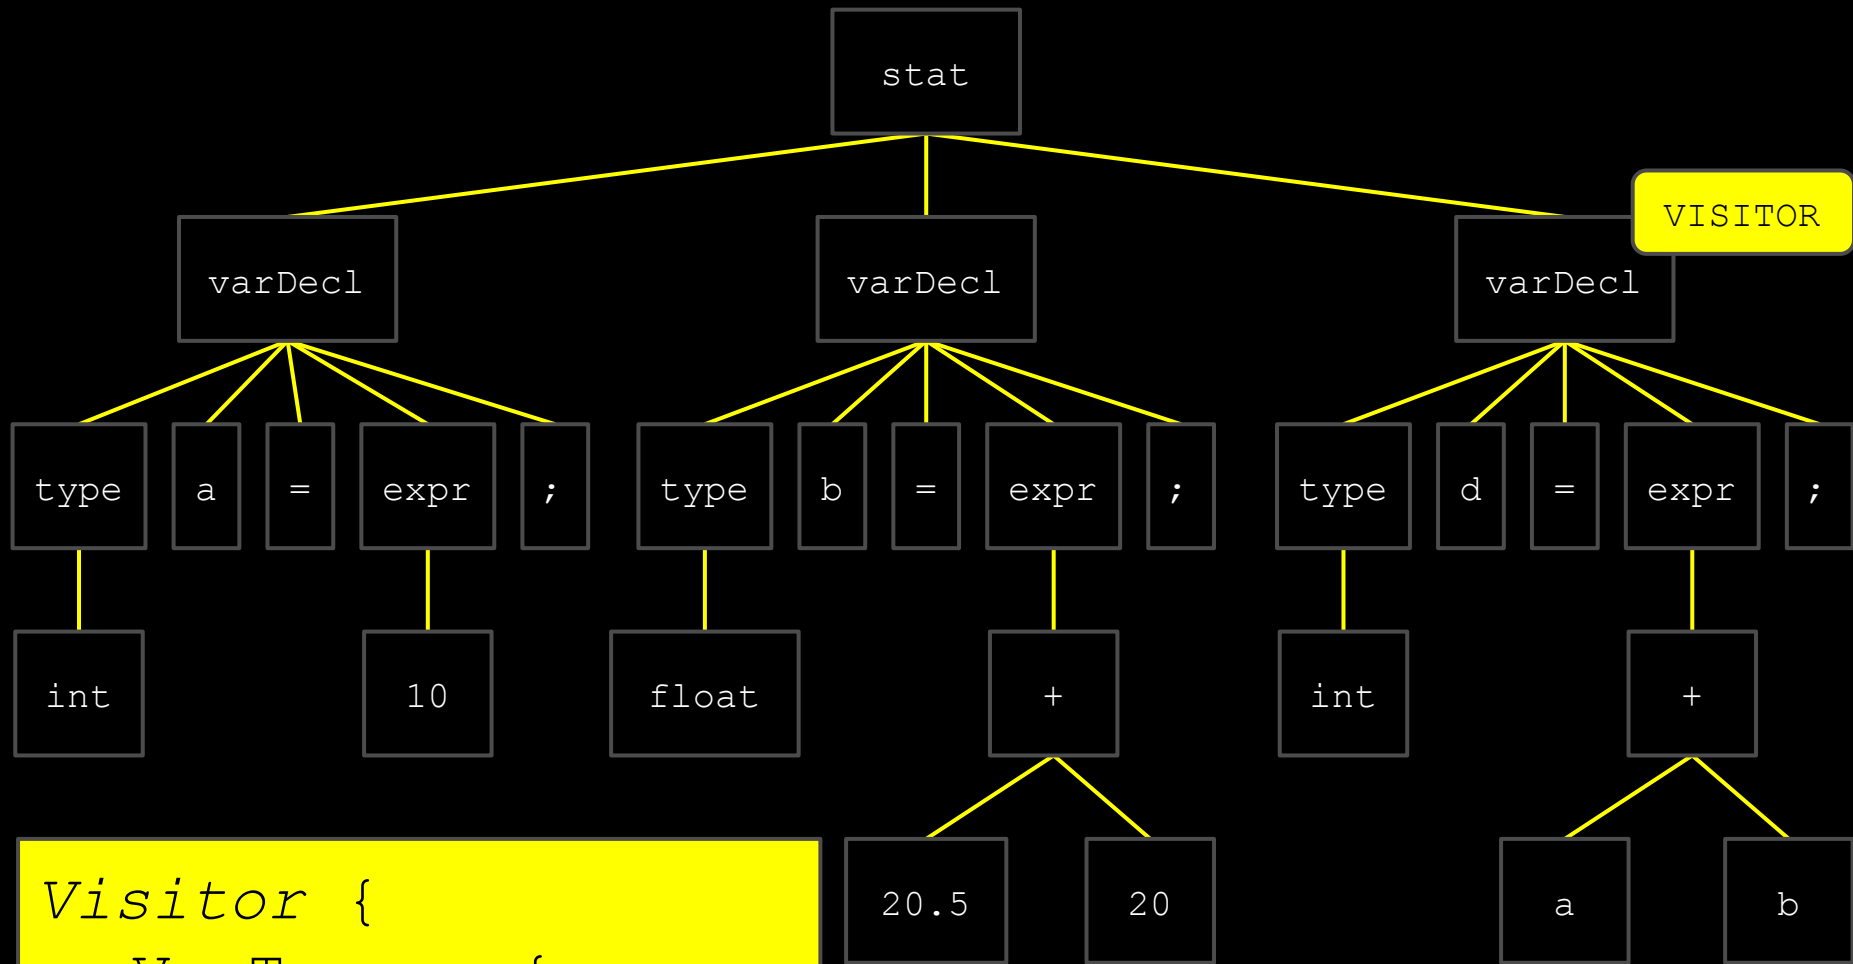 stat
VISITOR
varDecl varDecl varDecl
type a = expr ; type b = expr ; type d = expr ;
int 10 float + int +
20.5 20 a b
Visitor {